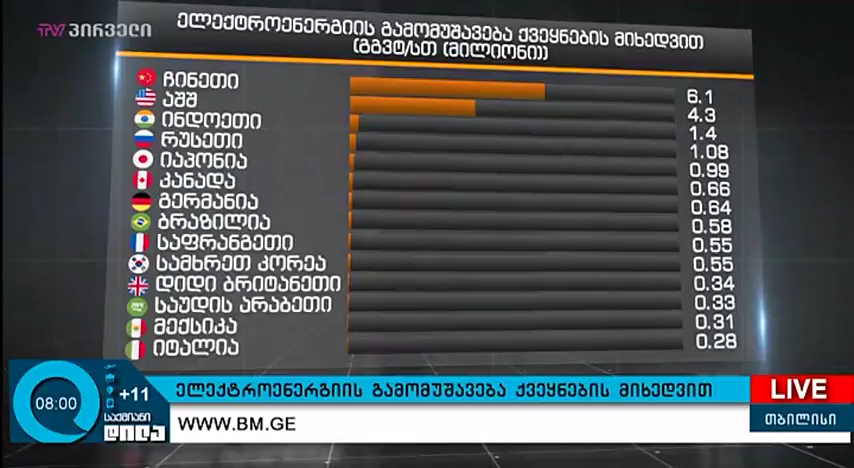 TV პირველი
ელექტროენერგიის გამომუშავება ქვეყნების მიხედვით
(გგვტ/სთ (მილიონი))
ჩინეთი 6.1
აშშ 4.3
ინდოეთი 1.4
რუსეთი 1.08
იაპონია 0.99
კანადა 0.66
გერმანია 0.64
ბრაზილია 0.58
საფრანგეთი 0.55
სამხრეთ კორეა 0.55
დიდი ბრიტანეთი 0.34
საუდის არაბეთი 0.33
მექსიკა 0.31
იტალია 0.28
08:00
+11
საქმიანი
დილა
ელექტროენერგიის გამომუშავება ქვეყნების მიხედვით
LIVE
WWW.BM.GE
თბილისი